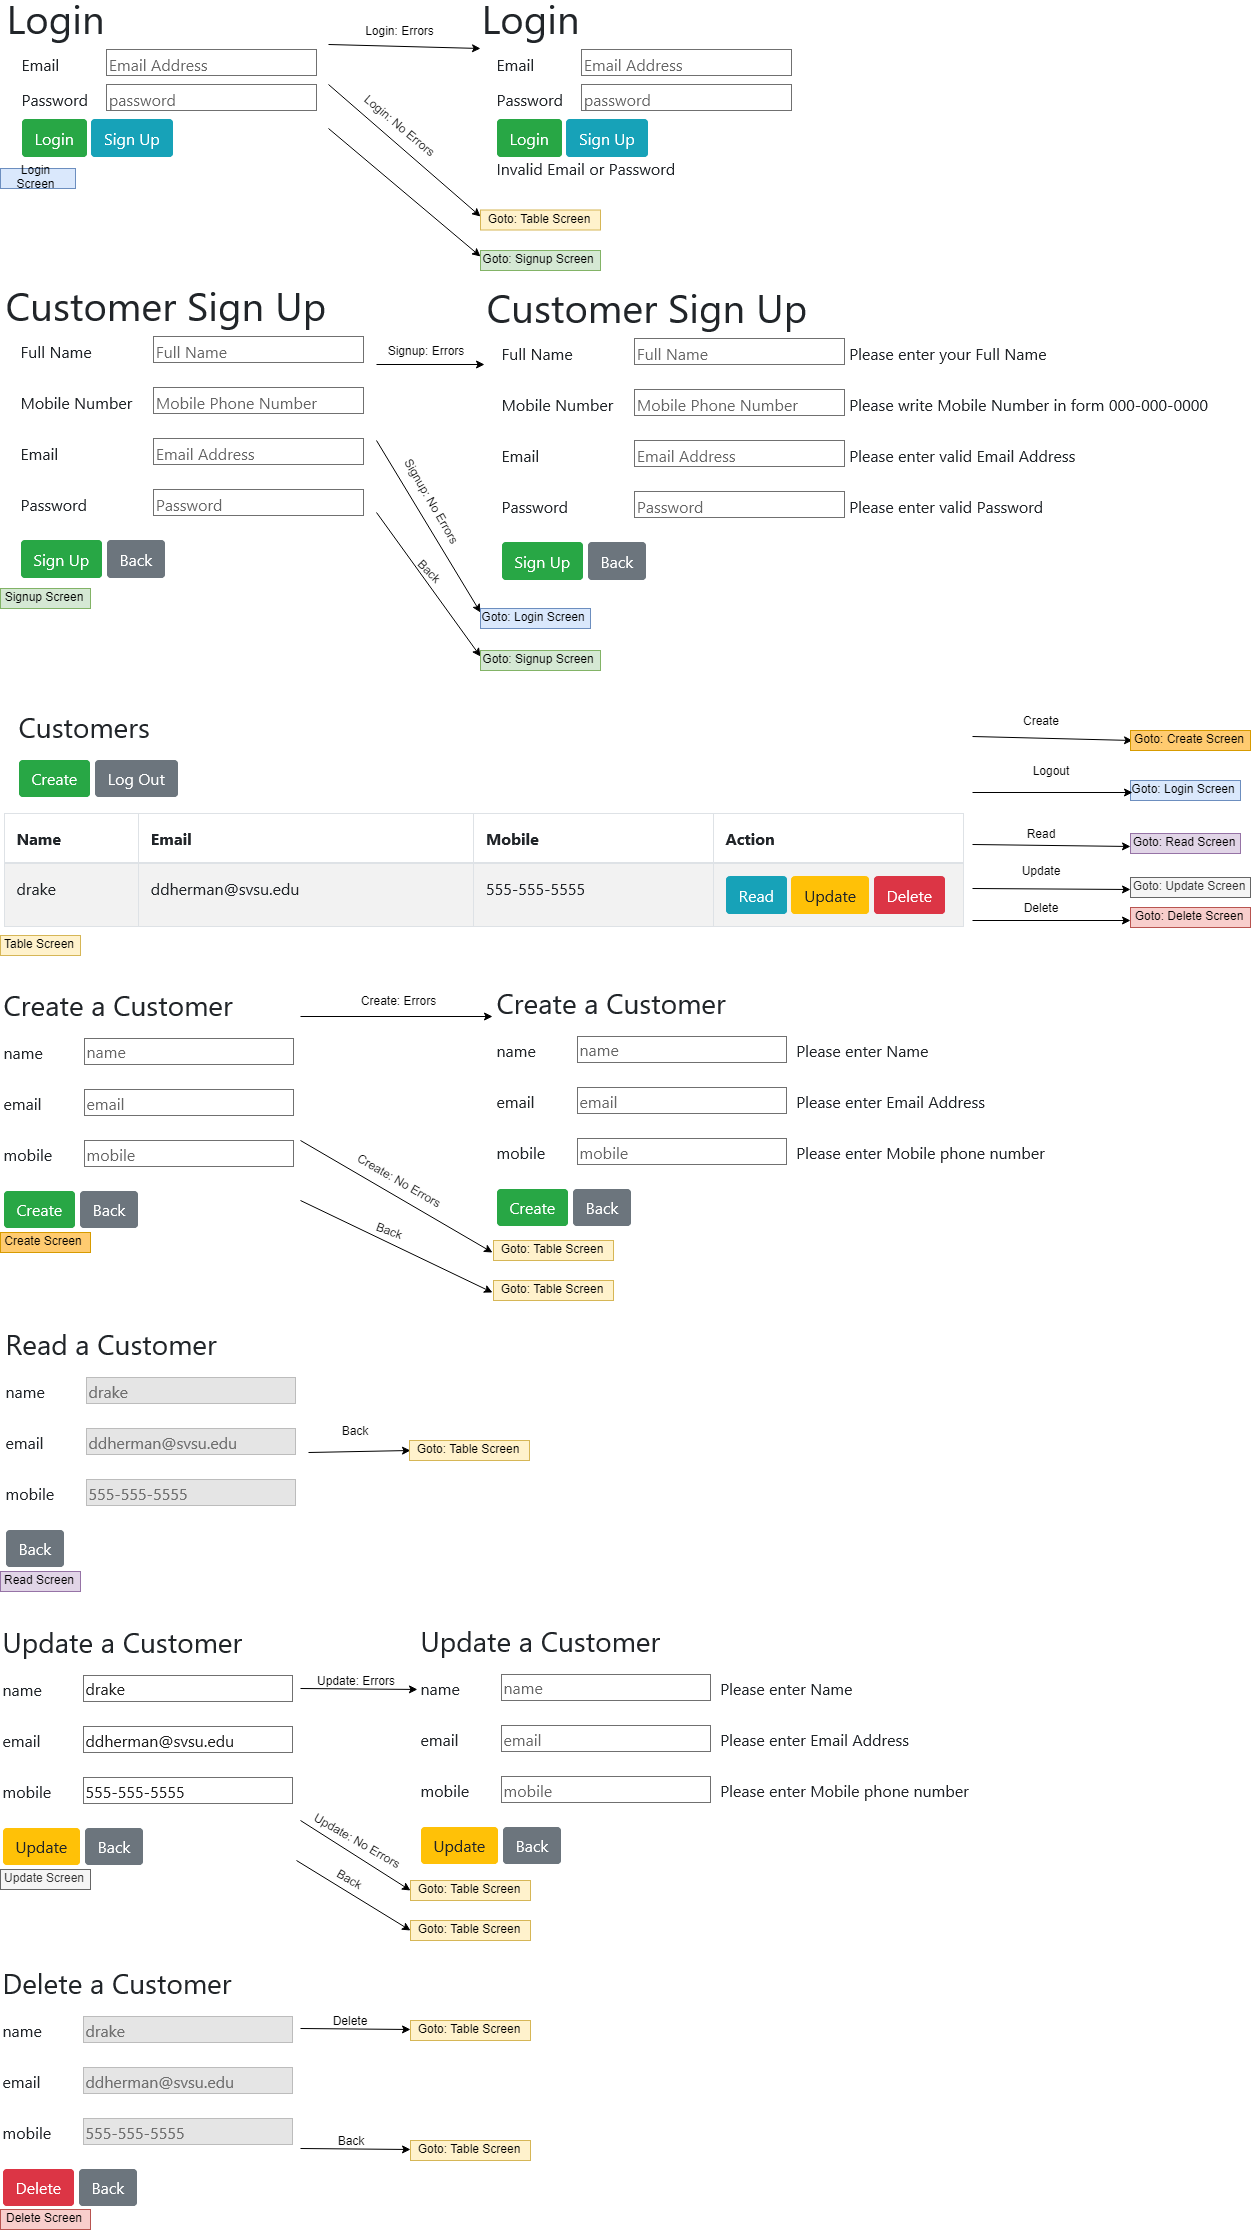 Login
Email Email Address
Password password
Login Sign Up
Login Screen
Login: Errors
Login: No Errors
Login
Email Email Address
Password password
Login Sign Up
Invalid Email or Password
Goto: Table Screen
Goto: Signup Screen
Customer Sign Up
Full Name Full Name
Mobile Number Mobile Phone Number
Email Email Address
Password Password
Sign Up Back
Signup Screen
Signup: Errors
Signup: No Errors
Back
Customer Sign Up
Full Name Full Name Please enter your Full Name
Mobile Number Mobile Phone Number Please write Mobile Number in form 000-000-0000
Email Email Address Please enter valid Email Address
Password Password Please enter valid Password
Sign Up Back
Goto: Login Screen
Goto: Signup Screen
Customers
Create Log Out
Name Email Mobile Action
drake ddherman@svsu.edu 555-555-5555 Read Update Delete
Table Screen
Create
Goto: Create Screen
Logout
Goto: Login Screen
Read
Goto: Read Screen
Update
Goto: Update Screen
Delete
Goto: Delete Screen
Create a Customer
name name
email email
mobile mobile
Create Back
Create Screen
Create: Errors
Create: No Errors
Back
Create a Customer
name name Please enter Name
email email Please enter Email Address
mobile mobile Please enter Mobile phone number
Create Back
Goto: Table Screen
Goto: Table Screen
Read a Customer
name drake
email ddherman@svsu.edu
mobile 555-555-5555
Back
Read Screen
Back
Goto: Table Screen
Update a Customer
name drake
email ddherman@svsu.edu
mobile 555-555-5555
Update Back
Update Screen
Update: Errors
Update: No Errors
Back
Update a Customer
name name Please enter Name
email email Please enter Email Address
mobile mobile Please enter Mobile phone number
Update Back
Goto: Table Screen
Goto: Table Screen
Delete a Customer
name drake
email ddherman@svsu.edu
mobile 555-555-5555
Delete Back
Delete Screen
Delete
Goto: Table Screen
Back
Goto: Table Screen